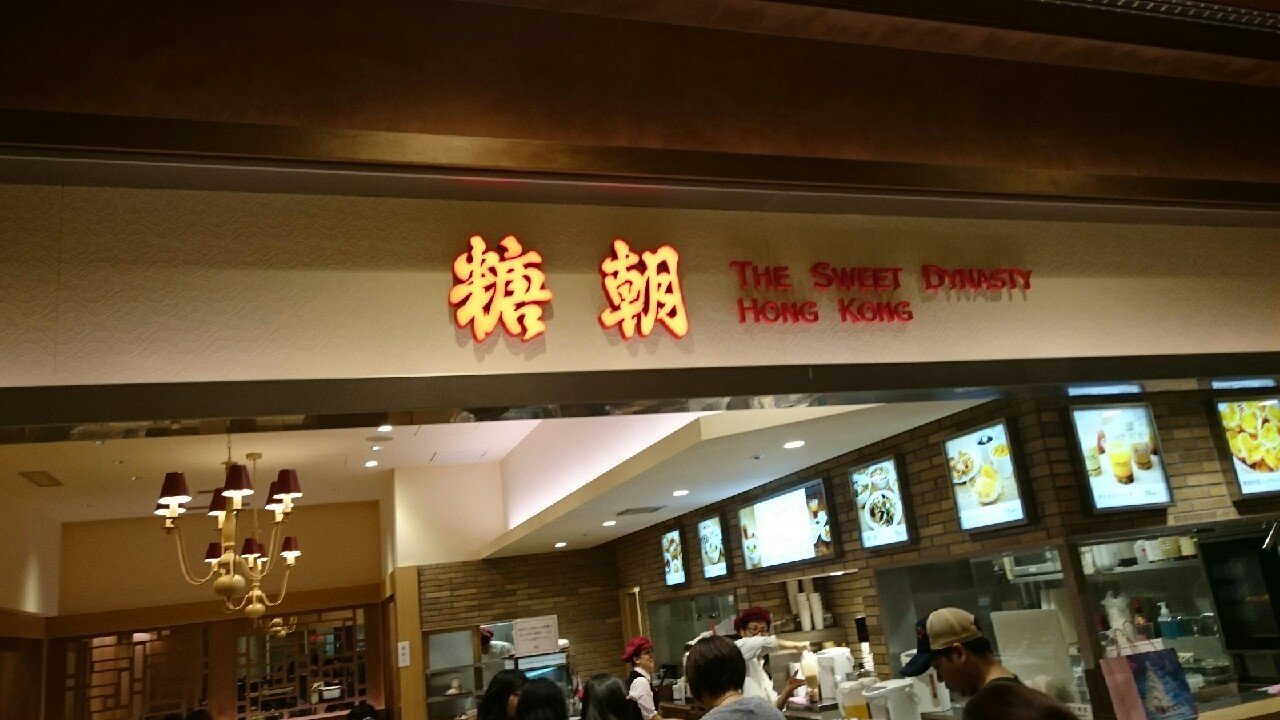 糖朝
THE SWEET DYNASTY
HONG KONG